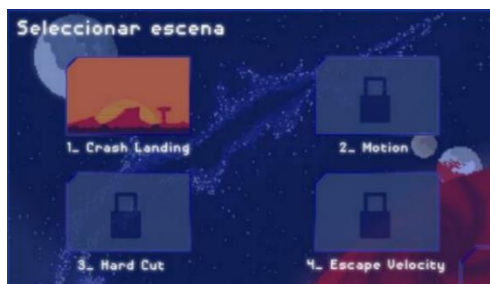 Seleccionar escena
1_ Crash Landing
2_ Motion
3_ Hard Cut
4_ Escape Velocity